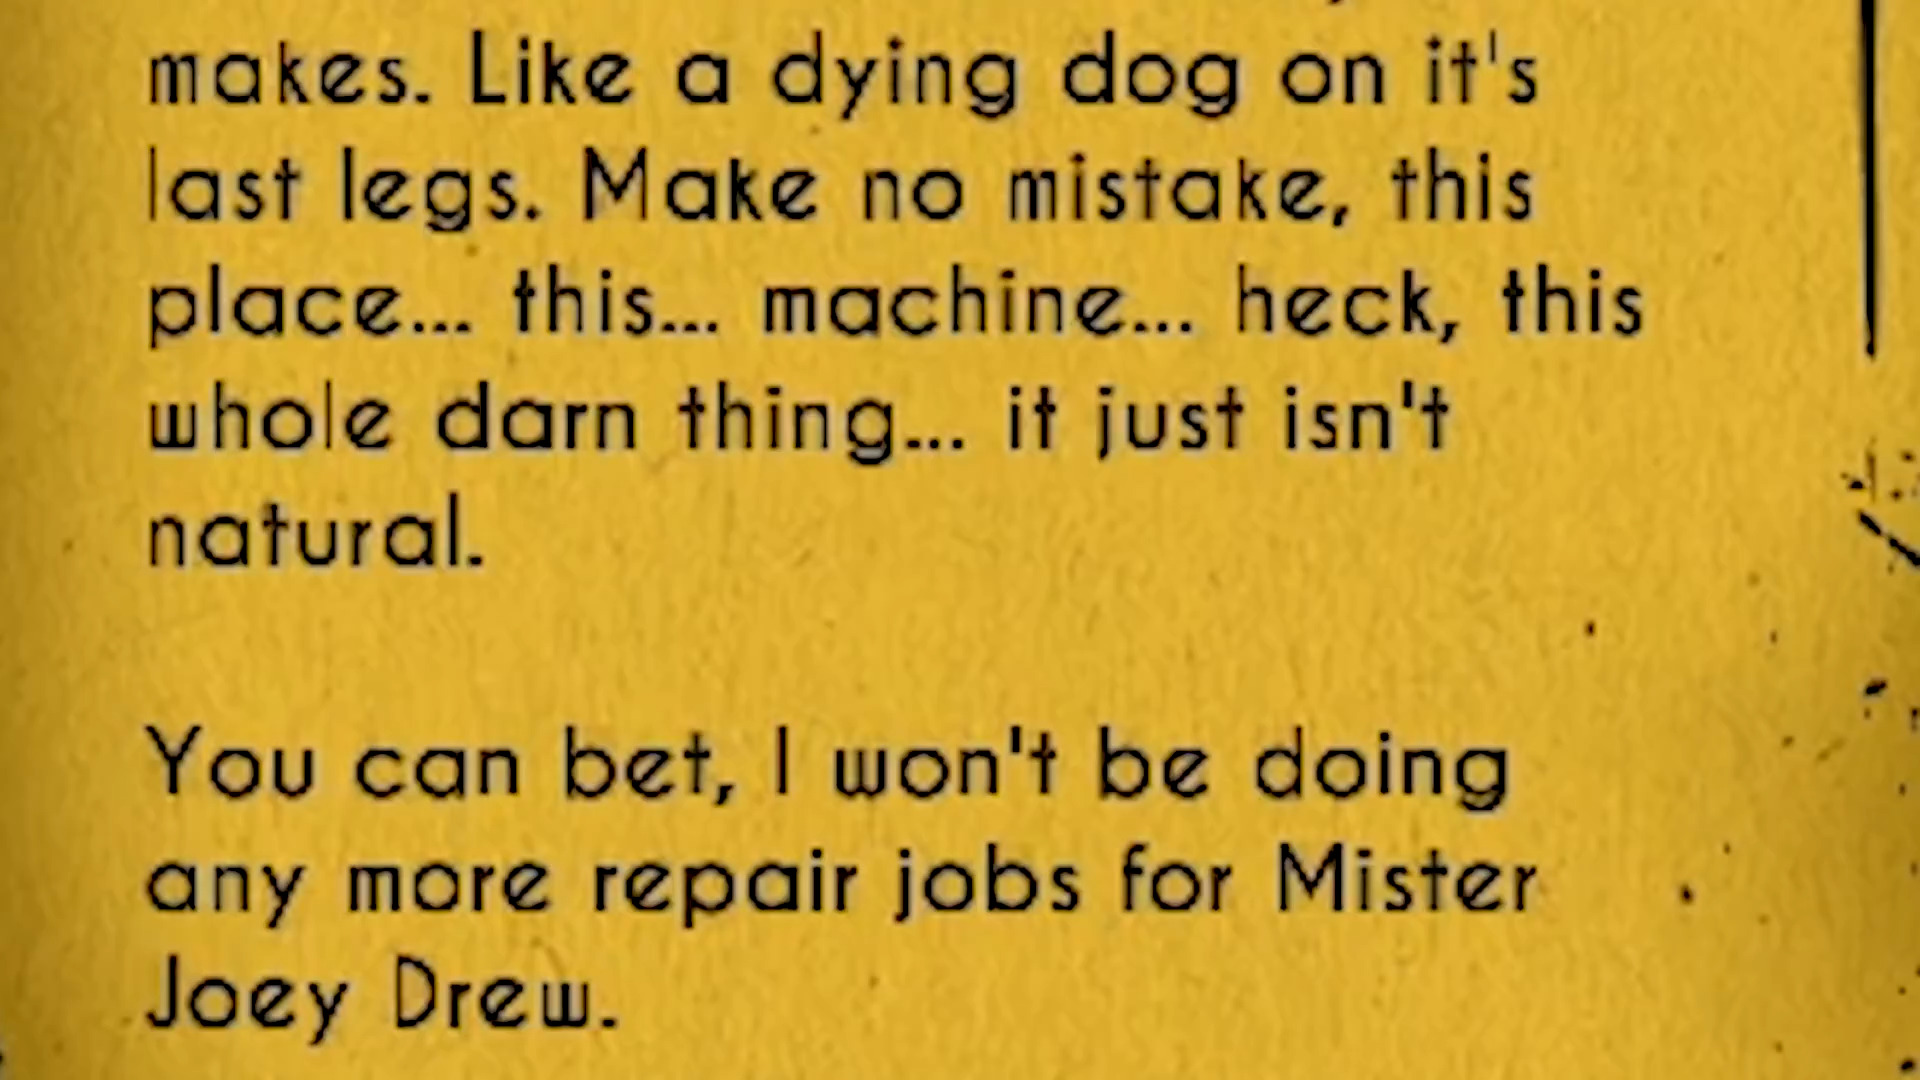 makes. Like a dying dog on it's
last legs. Make no mistake, this
place... this... machine... heck, this
whole darn thing... it just isn't
natural.
You can bet, I won't be doing
any more repair jobs for Mister
Joey Drew.